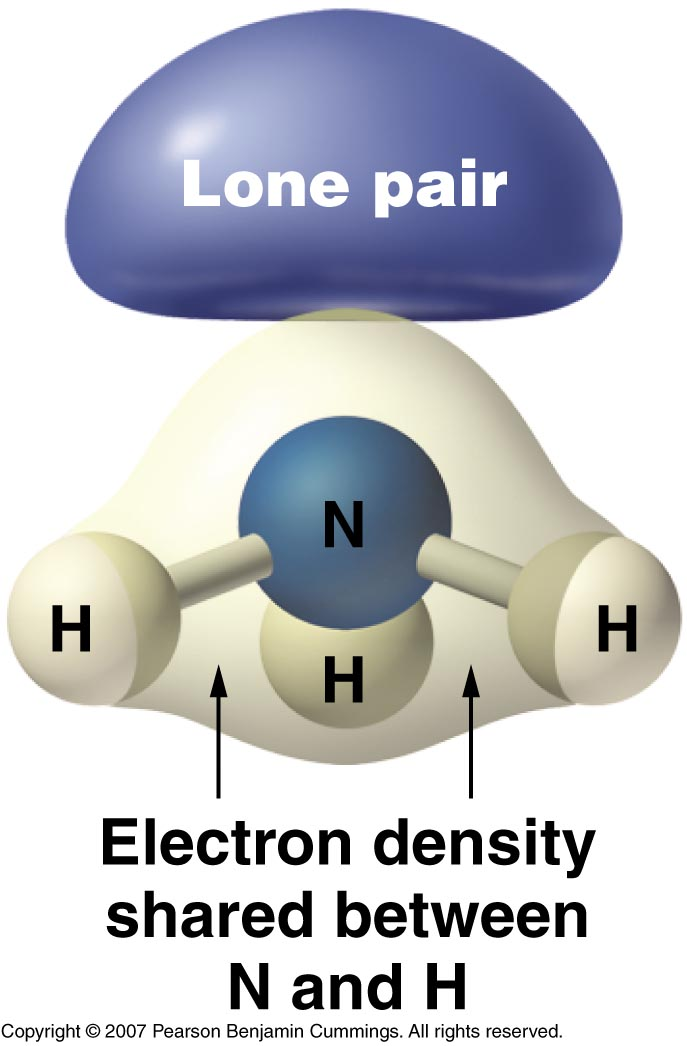 Lone pair
N
H
H
H
Electron density
shared between
N and H
Copyright © 2007 Pearson Benjamin Cummings. All rights reserved.